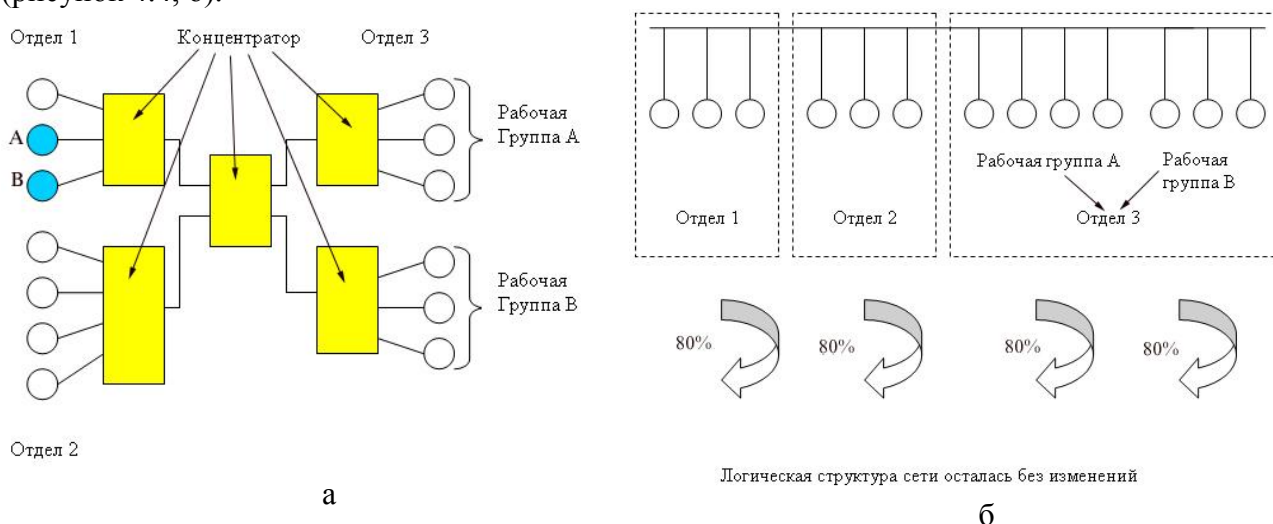 (рисунок 4.4, б).
Отдел 1
Концентратор
Отдел 3
A
B
Рабочая
Группа А
Рабочая
Группа В
Отдел 2
а
Рабочая группа А
Рабочая
группа В
Отдел 1
Отдел 2
Отдел 3
80%
80%
80%
80%
Логическая структура сети осталась без изменений
б